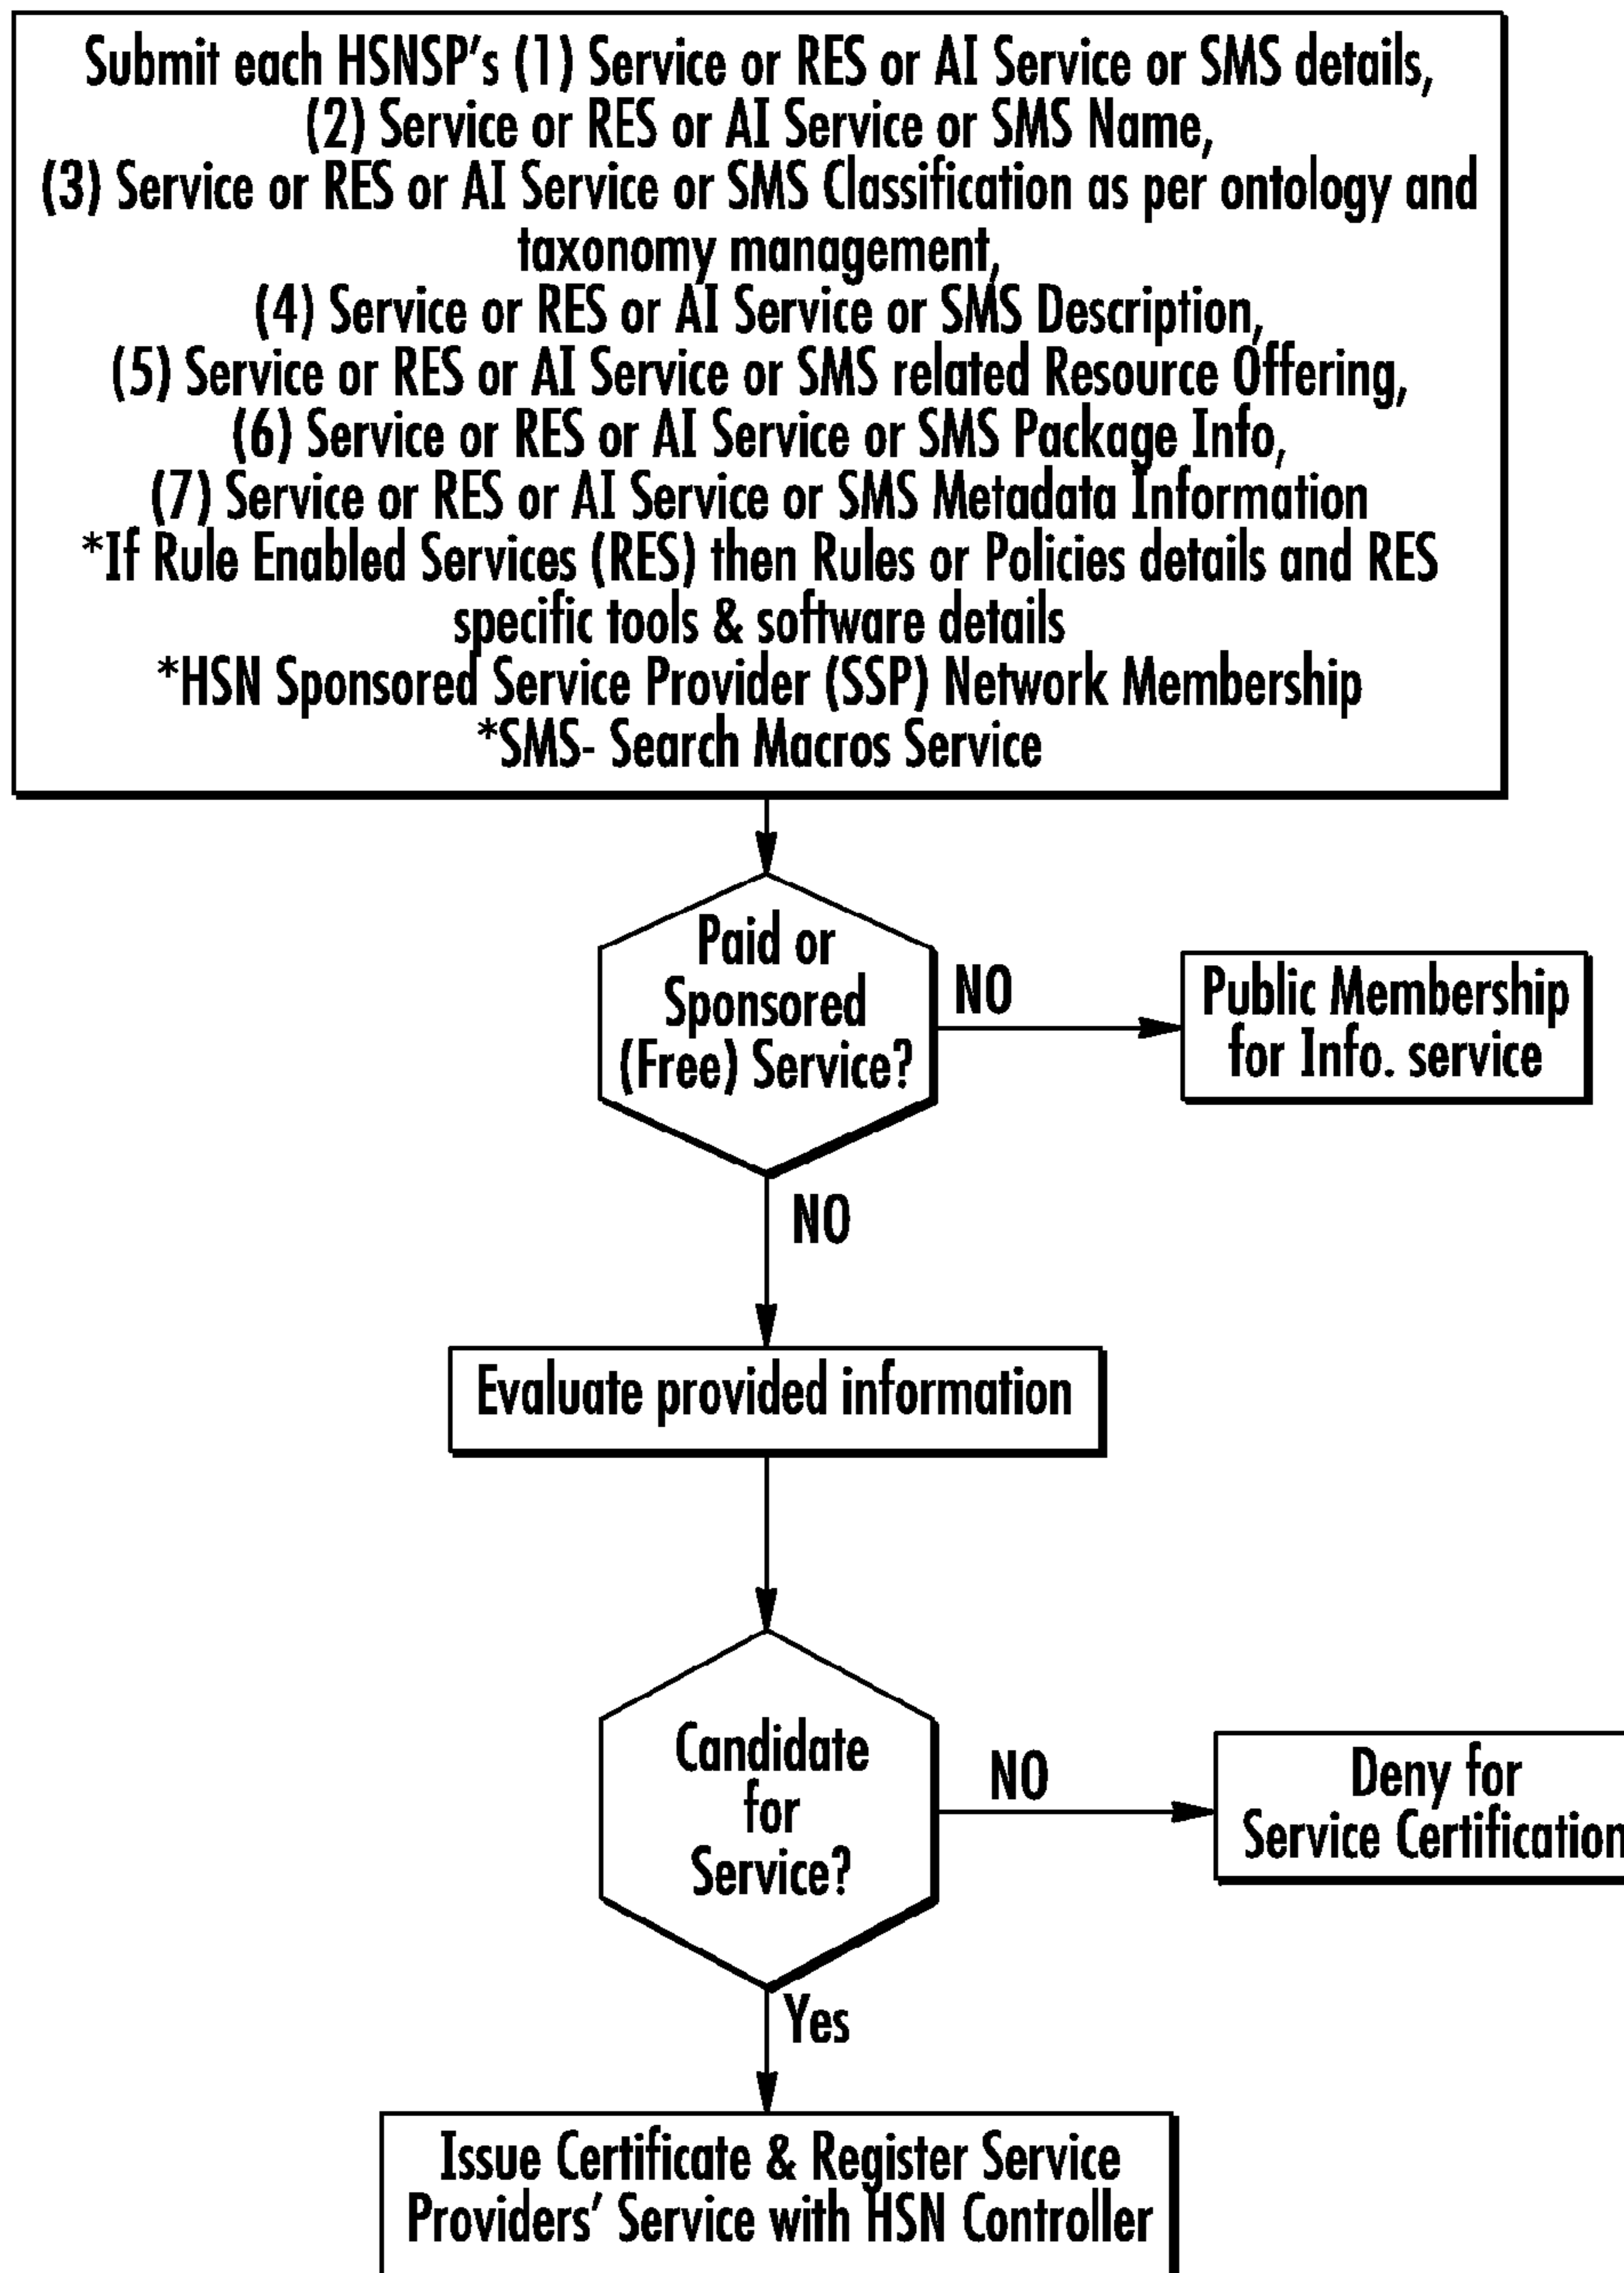 Submit each HSNSP's (1) Service or RES or AI Service or SMS details,
(2) Service or RES or AI Service or SMS Name,
(3) Service or RES or AI Service or SMS Classification as per ontology and
taxonomy management,
(4) Service or RES or AI Service or SMS Description,
(5) Service or RES or AI Service or SMS related Resource Offering,
(6) Service or RES or AI Service or SMS Package Info,
(7) Service or RES or AI Service or SMS Metadata Information
*If Rule Enabled Services (RES) then Rules or Policies details and RES
specific tools & software details
*HSN Sponsored Service Provider (SSP) Network Membership
*SMS- Search Macros Service
Paid or
Sponsored
(Free) Service?
NO
Public Membership
for Info. service
NO
Evaluate provided information
Candidate
for
Service?
NO
Deny for
Service Certification
Yes
Issue Certificate & Register Service
Providers' Service with HSN Controller